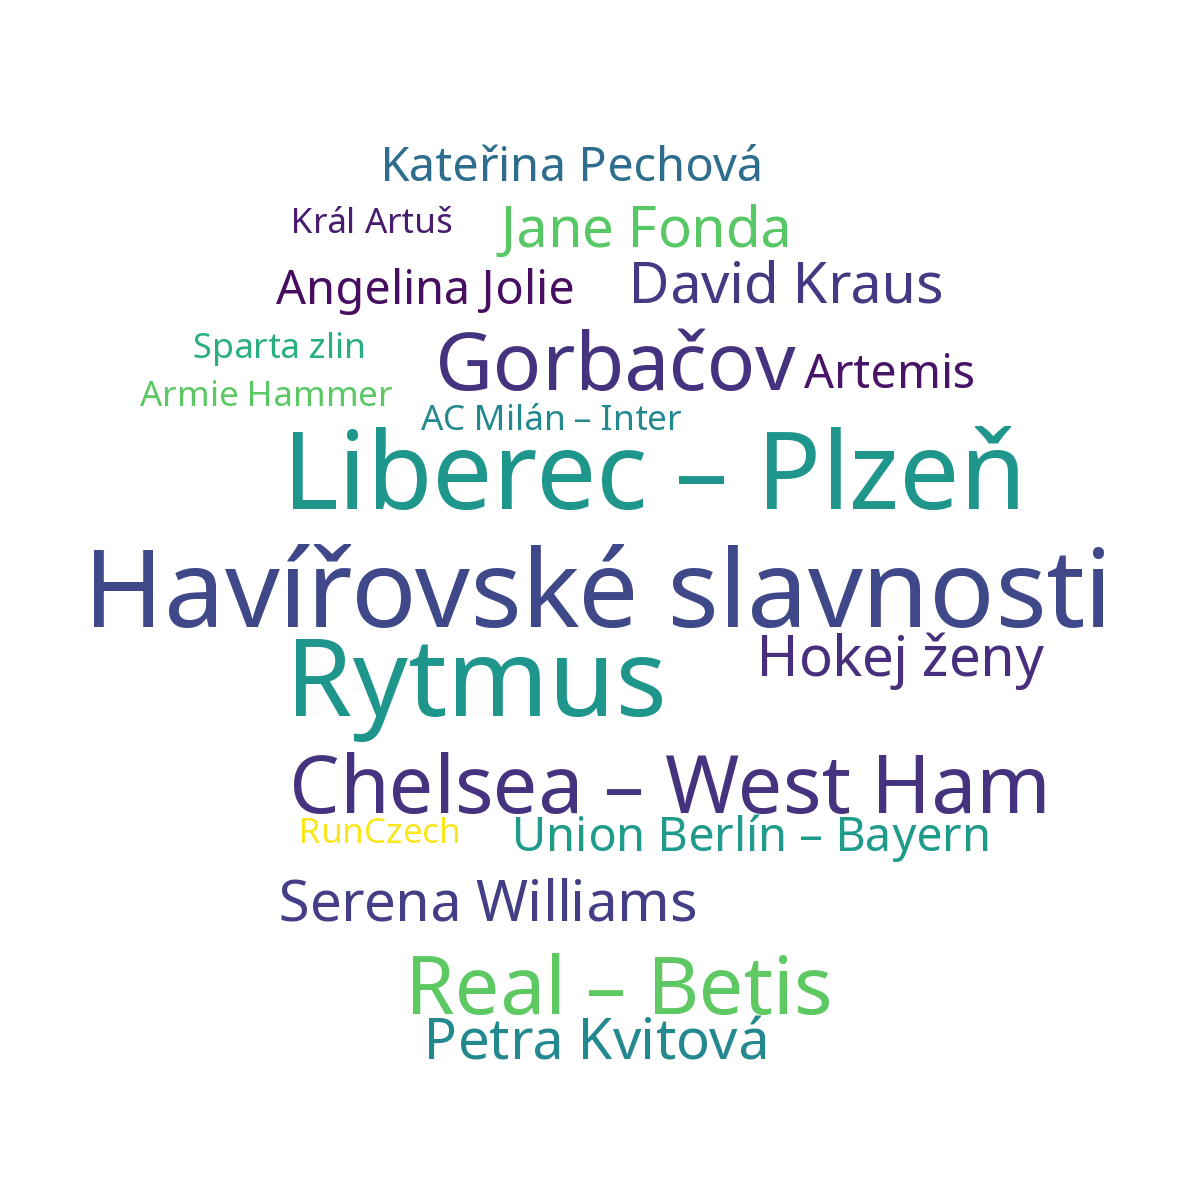 Kateřina Pechová
Král Artuš
Jane Fonda
Angelina Jolie
David Kraus
Sparta zlin
Gorbačov
Artemis
Armie Hammer
AC Milán – Inter
Liberec – Plzeň
Havířovské slavnosti
Rytmus
Hokej ženy
Chelsea – West Ham
RunCzech
Union Berlín – Bayern
Serena Williams
Real – Betis
Petra Kvitová